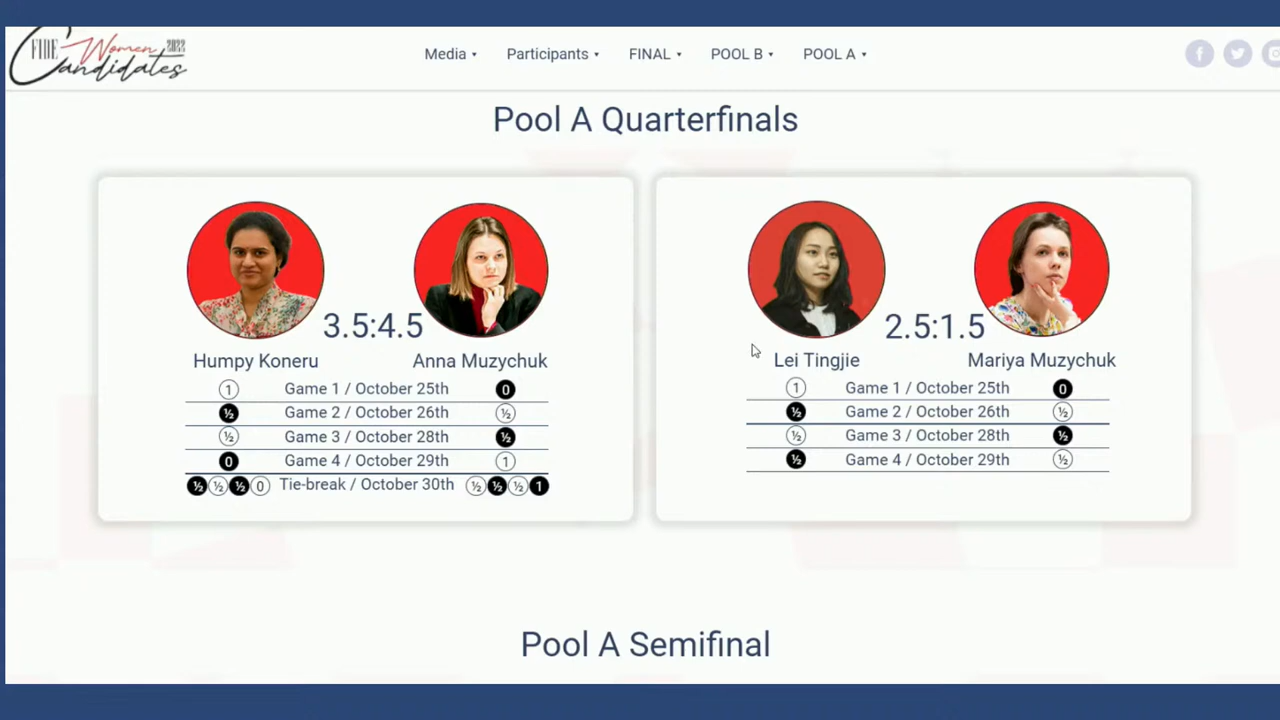 FIDE Women 2022
Candidates
Media ▾ Participants ▾ FINAL ▾ POOL B ▾ POOL A ▾
Pool A Quarterfinals
3.5:4.5
Humpy Koneru Anna Muzychuk
1 Game 1 / October 25th 0
½ Game 2 / October 26th ½
½ Game 3 / October 28th ½
0 Game 4 / October 29th 1
½ ½ ½ 0 Tie-break / October 30th ½ ½ ½ 1
2.5:1.5
Lei Tingjie Mariya Muzychuk
1 Game 1 / October 25th 0
½ Game 2 / October 26th ½
½ Game 3 / October 28th ½
½ Game 4 / October 29th ½
Pool A Semifinal